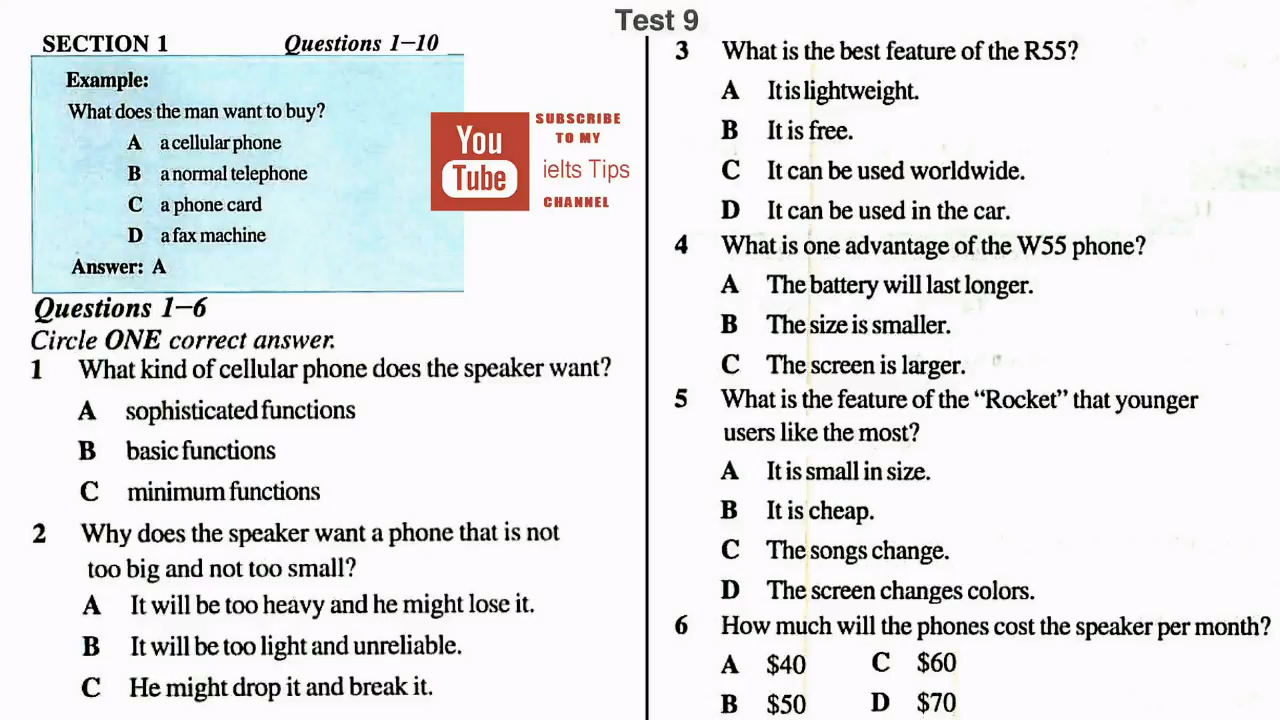 Test 9
SECTION 1 Questions 1–10
Example:
What does the man want to buy?
A a cellular phone
B a normal telephone
C a phone card
D a fax machine
Answer: A
You
Tube
SUBSCRIBE
TO MY
ielts Tips
CHANNEL
Questions 1–6
Circle ONE correct answer.
1 What kind of cellular phone does the speaker want?
A sophisticated functions
B basic functions
C minimum functions
2 Why does the speaker want a phone that is not
too big and not too small?
A It will be too heavy and he might lose it.
B It will be too light and unreliable.
C He might drop it and break it.
3 What is the best feature of the R55?
A It is lightweight.
B It is free.
C It can be used worldwide.
D It can be used in the car.
4 What is one advantage of the W55 phone?
A The battery will last longer.
B The size is smaller.
C The screen is larger.
5 What is the feature of the “Rocket” that younger
users like the most?
A It is small in size.
B It is cheap.
C The songs change.
D The screen changes colors.
6 How much will the phones cost the speaker per month?
A $40 C $60
B $50 D $70